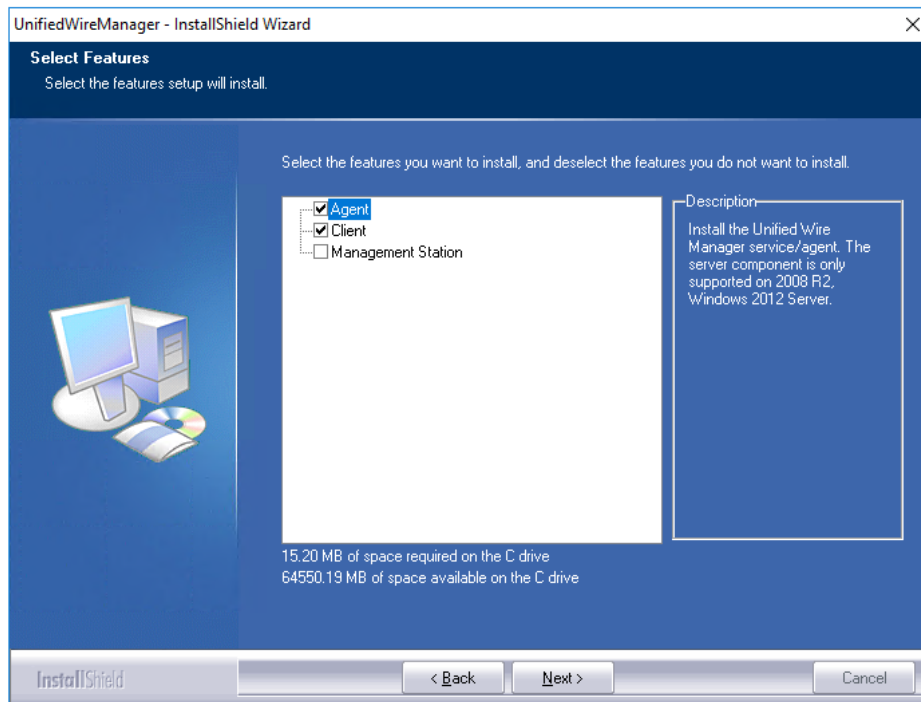 UnifiedWireManager - InstallShield Wizard
Select Features
Select the features setup will install.
Select the features you want to install, and deselect the features you do not want to install.
Agent
Client
Management Station
Description
Install the Unified Wire
Manager service/agent. The
server component is only
supported on 2008 R2,
Windows 2012 Server.
15.20 MB of space required on the C drive
64550.19 MB of space available on the C drive
InstallShield
< Back
Next >
Cancel